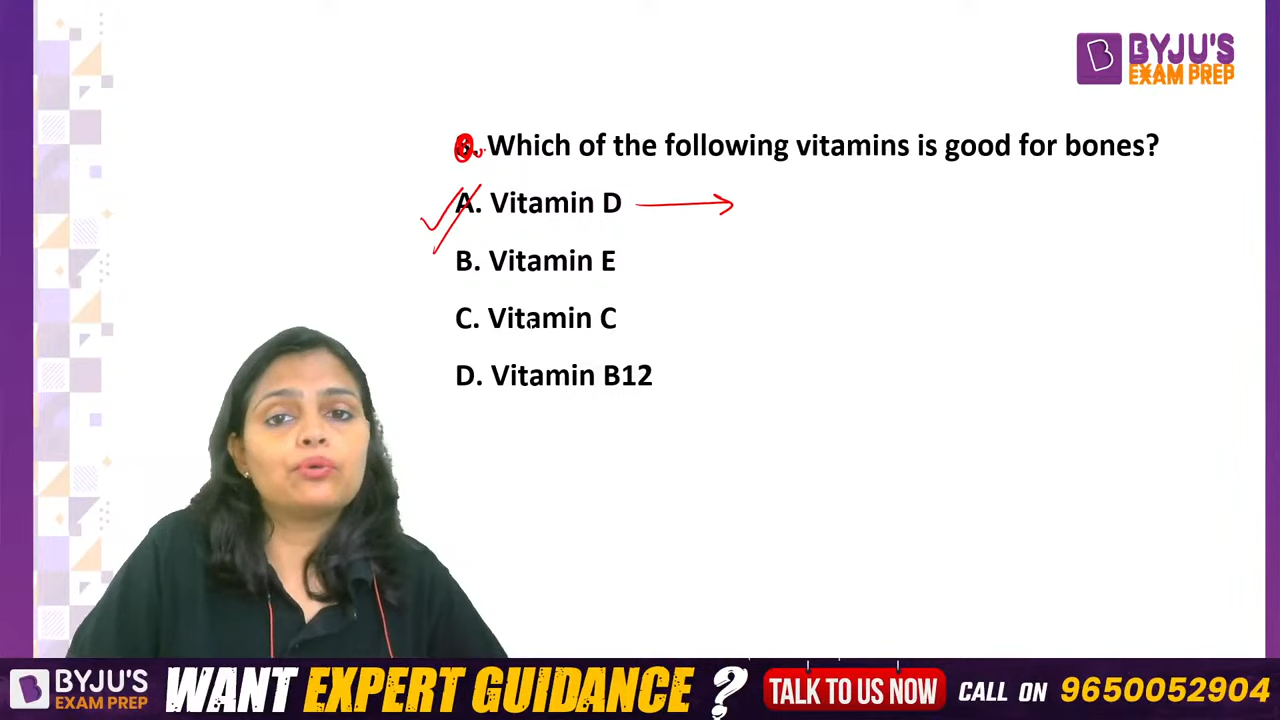 BYJU'S
EXAM PREP
Q. Which of the following vitamins is good for bones?
A. Vitamin D
B. Vitamin E
C. Vitamin C
D. Vitamin B12
BYJU'S
EXAM PREP
WANT EXPERT GUIDANCE ?
TALK TO US NOW
CALL ON 9650052904